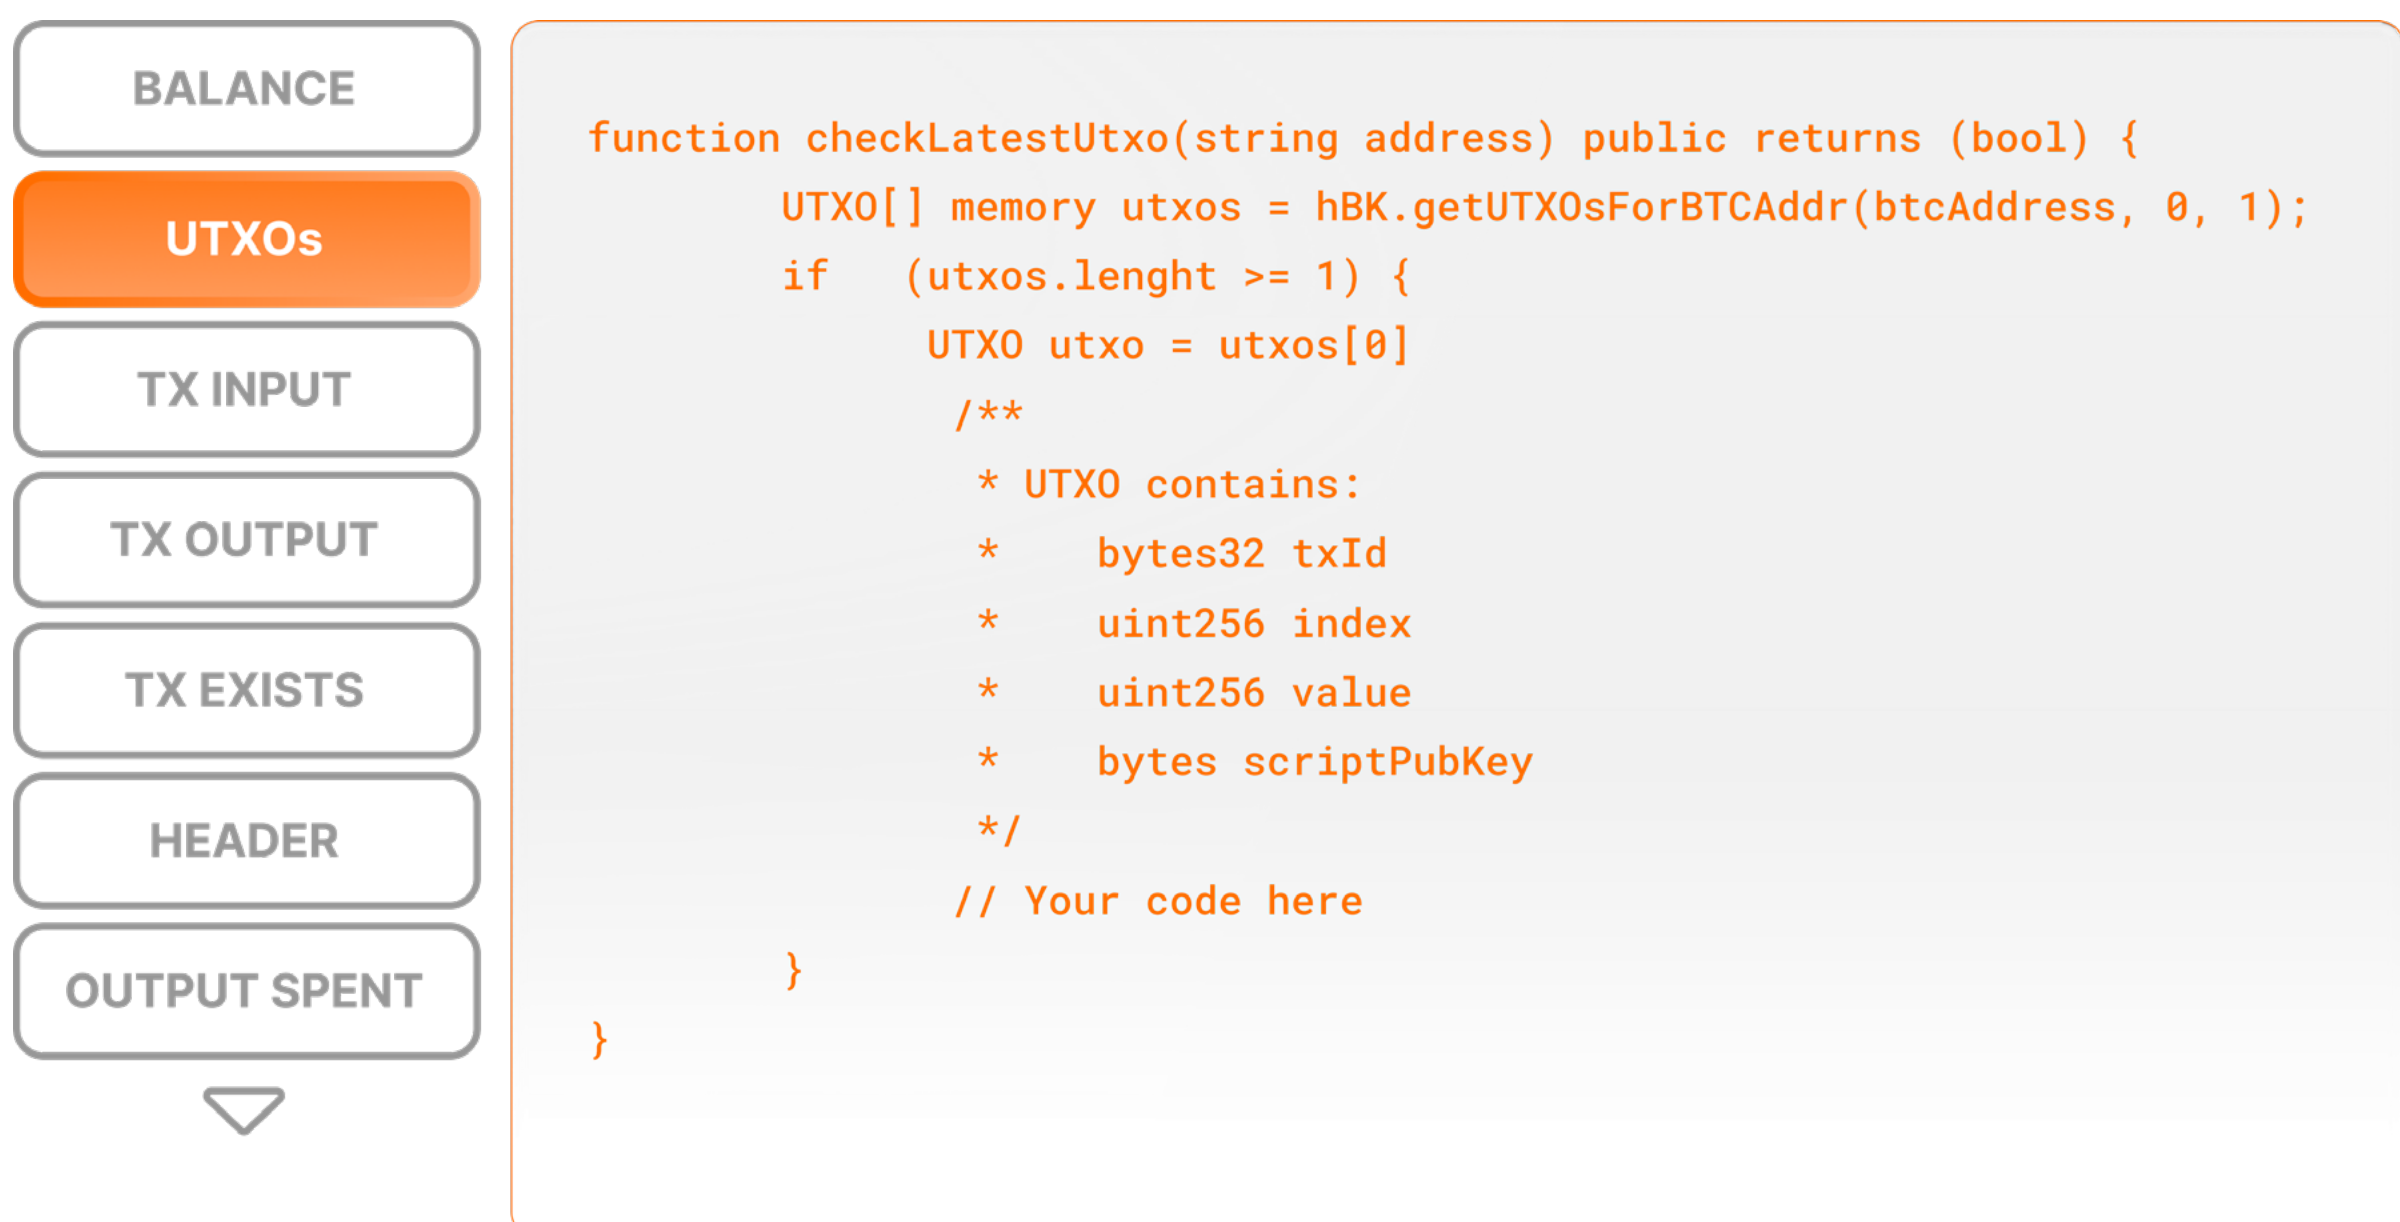 BALANCE
UTXOs
TX INPUT
TX OUTPUT
TX EXISTS
HEADER
OUTPUT SPENT
function checkLatestUtxo(string address) public returns (bool) {
UTXO[] memory utxos = hBK.getUTXOsForBTCAddr(btcAddress, 0, 1);
if (utxos.lenght >= 1) {
UTXO utxo = utxos[0]
/**
* UTXO contains:
* bytes32 txId
* uint256 index
* uint256 value
* bytes scriptPubKey
*/
// Your code here
}
}